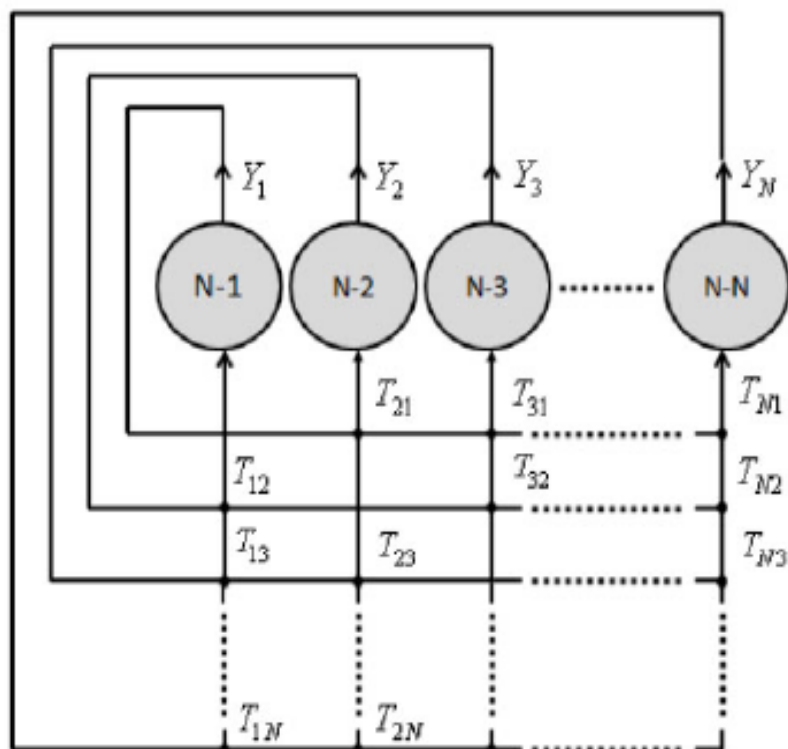 Y1 Y2 Y3 YN
N-1 N-2 N-3 N-N
T21 T31 TN1
T12 T32 TN2
T13 T23 TN3
T1N T2N